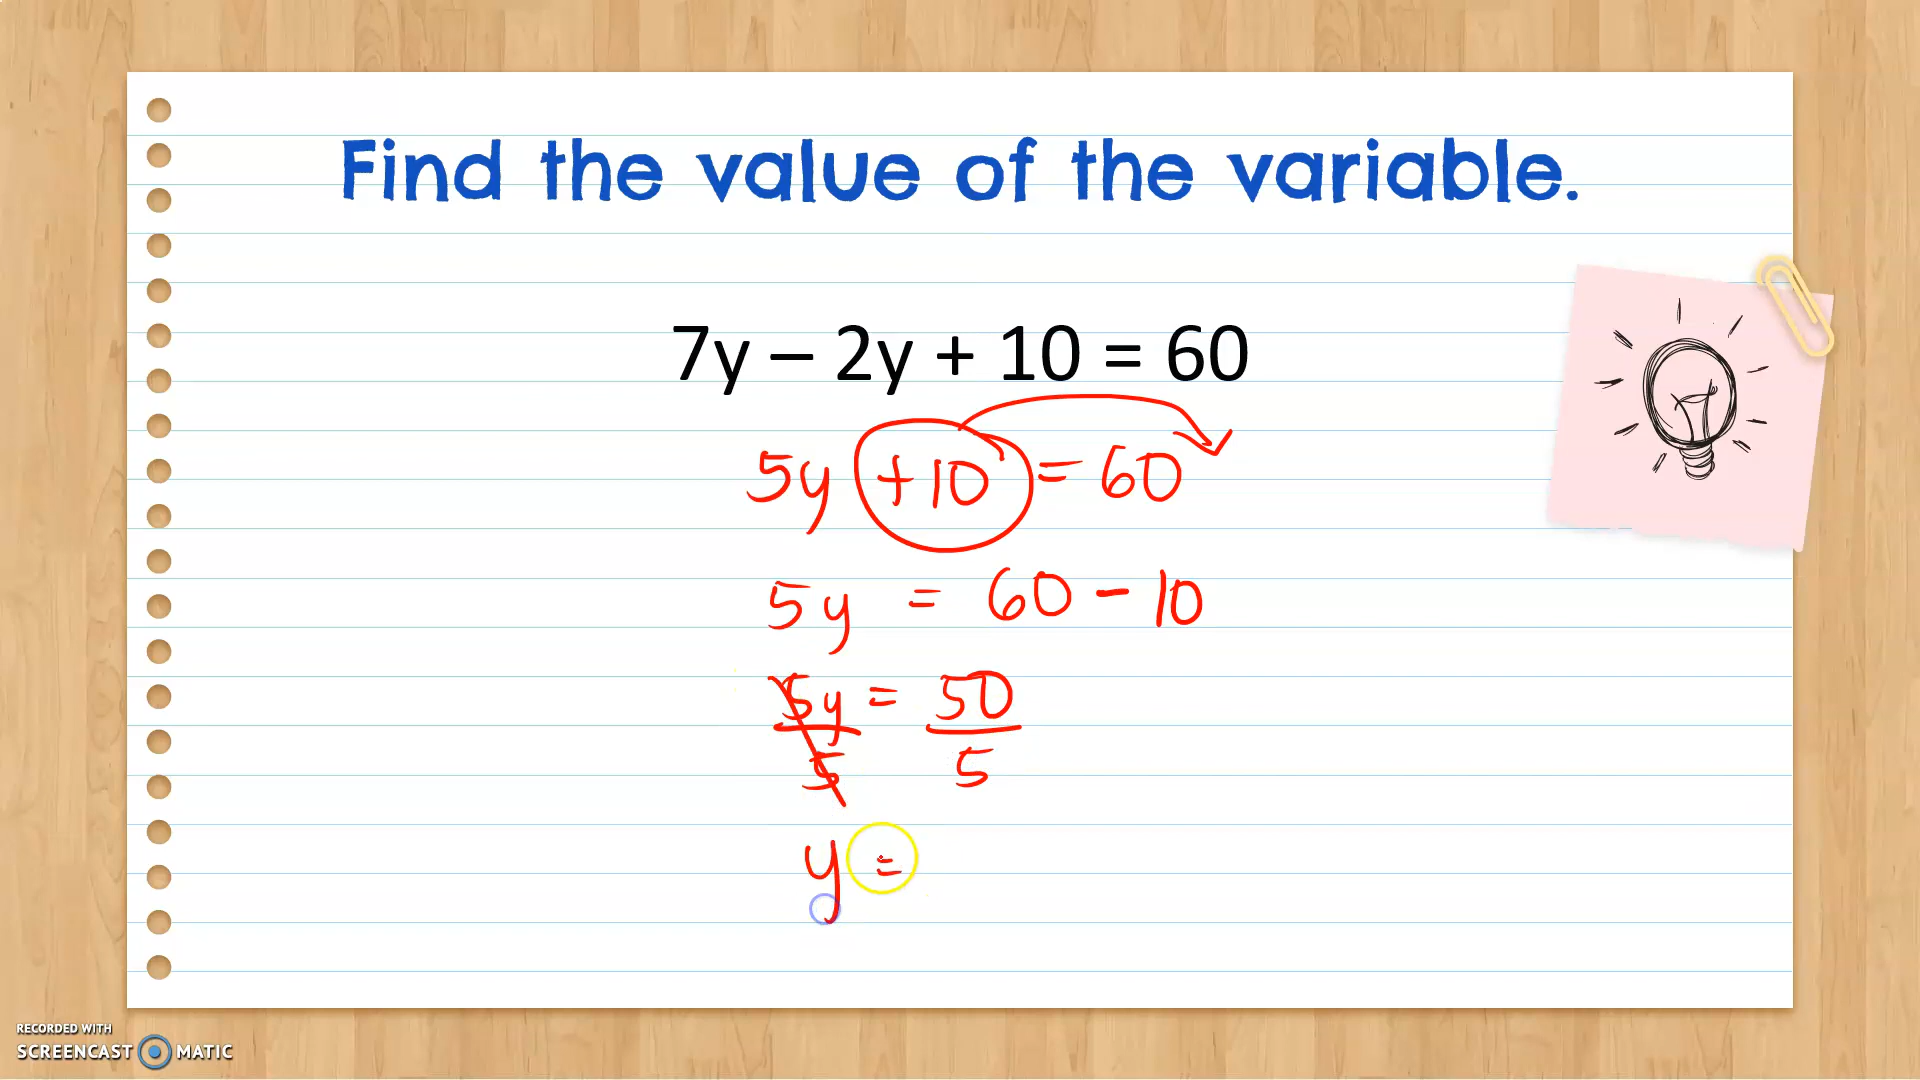 Find the value of the variable.
7y – 2y + 10 = 60
5y +10 = 60
5y = 60 - 10
5y = 50
5 5
y =
RECORDED WITH
SCREENCAST MATIC